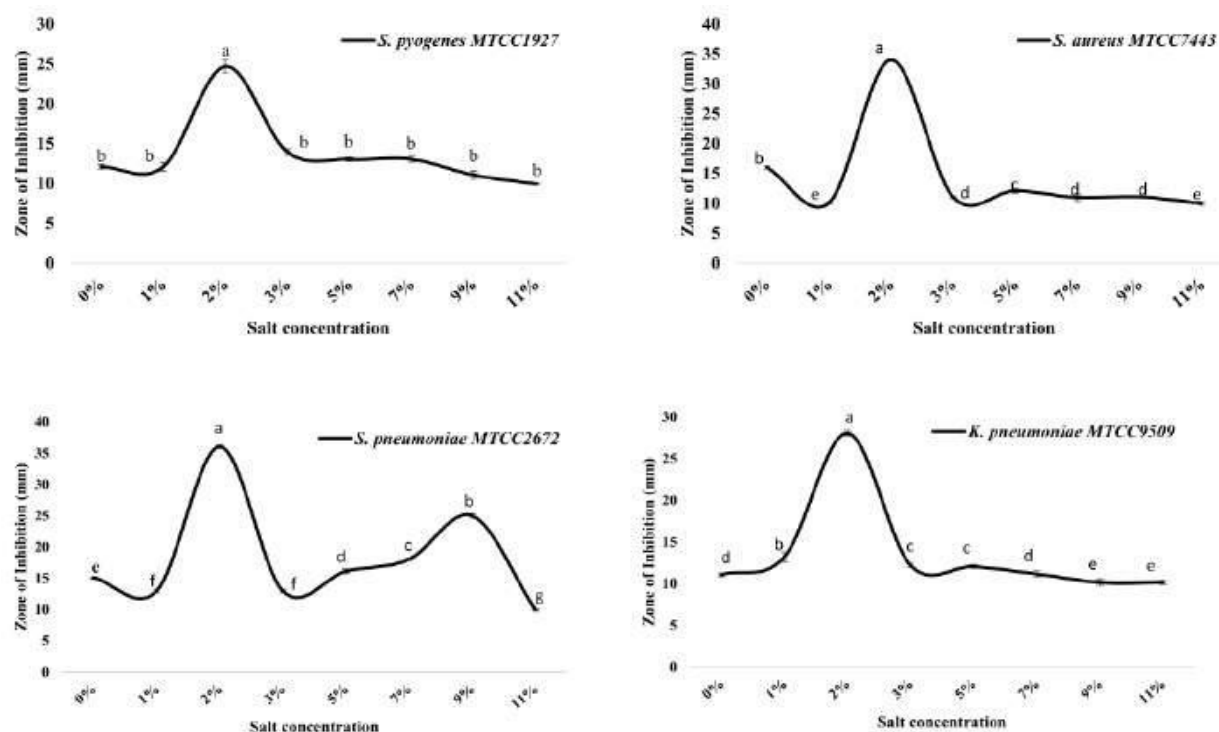 S. pyogenes MTCC1927
Zone of Inhibition (mm)
30
25
20
15
10
5
0
a
b
b
b
b
b
b
b
0%
1%
2%
3%
5%
7%
9%
11%
Salt concentration
S. aureus MTCC7443
Zone of Inhibition (mm)
40
35
30
25
20
15
10
5
0
b
e
a
d
c
d
d
e
0%
1%
2%
3%
5%
7%
9%
11%
Salt concentration
S. pneumoniae MTCC2672
Zone of Inhibition (mm)
40
35
30
25
20
15
10
5
0
e
f
a
f
d
c
b
g
0%
1%
2%
3%
5%
7%
9%
11%
Salt concentration
K. pneumoniae MTCC9509
Zone of Inhibition (mm)
30
25
20
15
10
5
0
d
b
a
c
c
d
e
e
0%
1%
2%
3%
5%
7%
9%
11%
Salt concentration